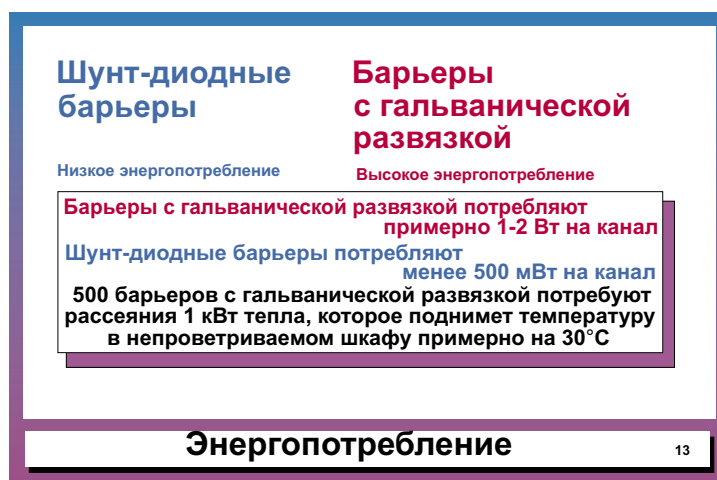 Шунт-диодные
барьеры
Барьеры
с гальванической
развязкой
Низкое энергопотребление
Высокое энергопотребление
Барьеры с гальванической развязкой потребляют
примерно 1-2 Вт на канал
Шунт-диодные барьеры потребляют
менее 500 мВт на канал
500 барьеров с гальванической развязкой потребуют
рассеяния 1 кВт тепла, которое поднимет температуру
в непроветриваемом шкафу примерно на 30°С
Энергопотребление
13